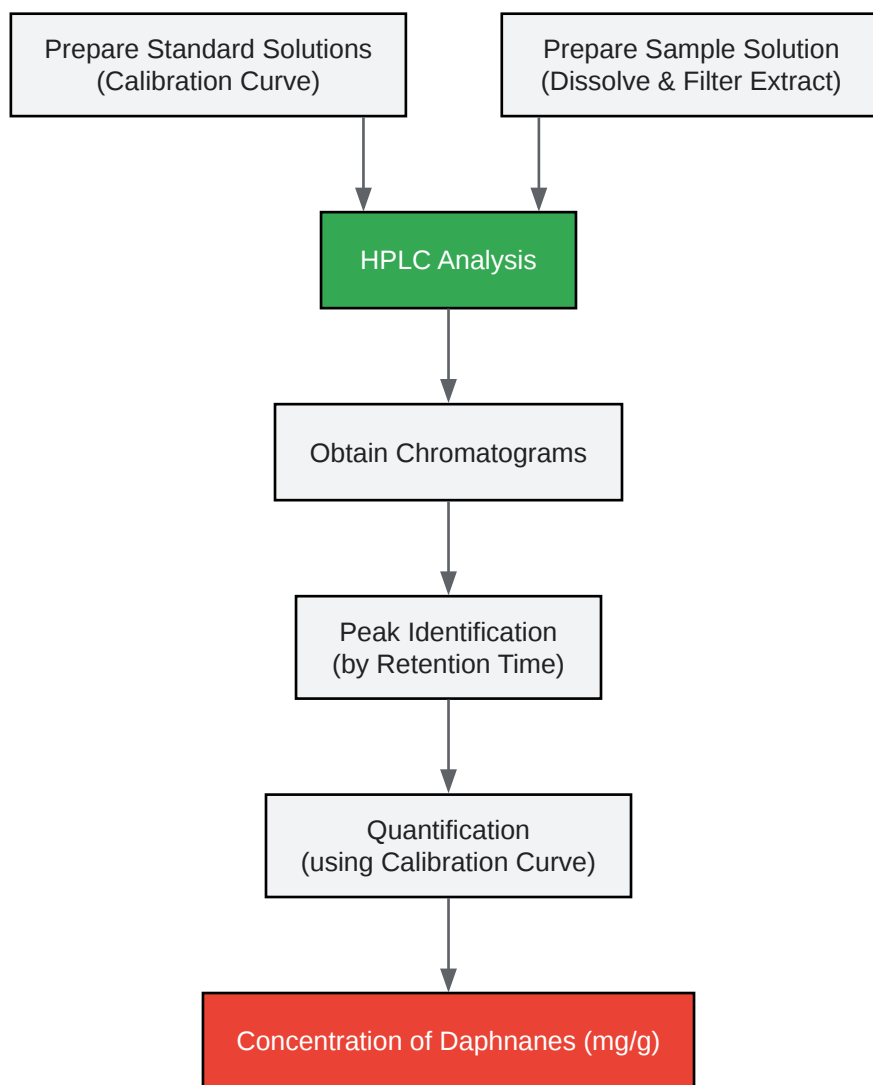 Prepare Standard Solutions
(Calibration Curve)
Prepare Sample Solution
(Dissolve & Filter Extract)
HPLC Analysis
Obtain Chromatograms
Peak Identification
(by Retention Time)
Quantification
(using Calibration Curve)
Concentration of Daphnanes (mg/g)